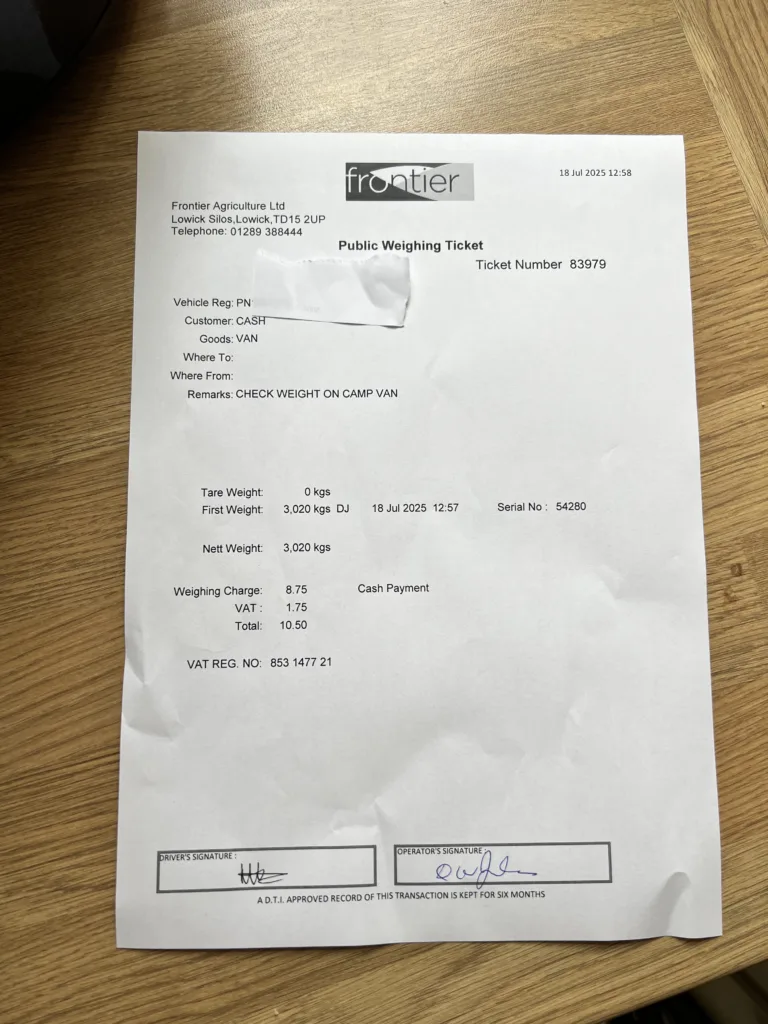 frontier
18 Jul 2025 12:58
Frontier Agriculture Ltd
Lowick Silos,Lowick,TD15 2UP
Telephone: 01289 388444
Public Weighing Ticket
Ticket Number 83979
Vehicle Reg: PN
Customer: CASH
Goods: VAN
Where To:
Where From:
Remarks: CHECK WEIGHT ON CAMP VAN
Tare Weight: 0 kgs
First Weight: 3,020 kgs DJ 18 Jul 2025 12:57 Serial No : 54280
Nett Weight: 3,020 kgs
Weighing Charge: 8.75 Cash Payment
VAT : 1.75
Total: 10.50
VAT REG. NO: 853 1477 21
DRIVER'S SIGNATURE : OPERATOR'S SIGNATURE :
A D.T.I. APPROVED RECORD OF THIS TRANSACTION IS KEPT FOR SIX MONTHS